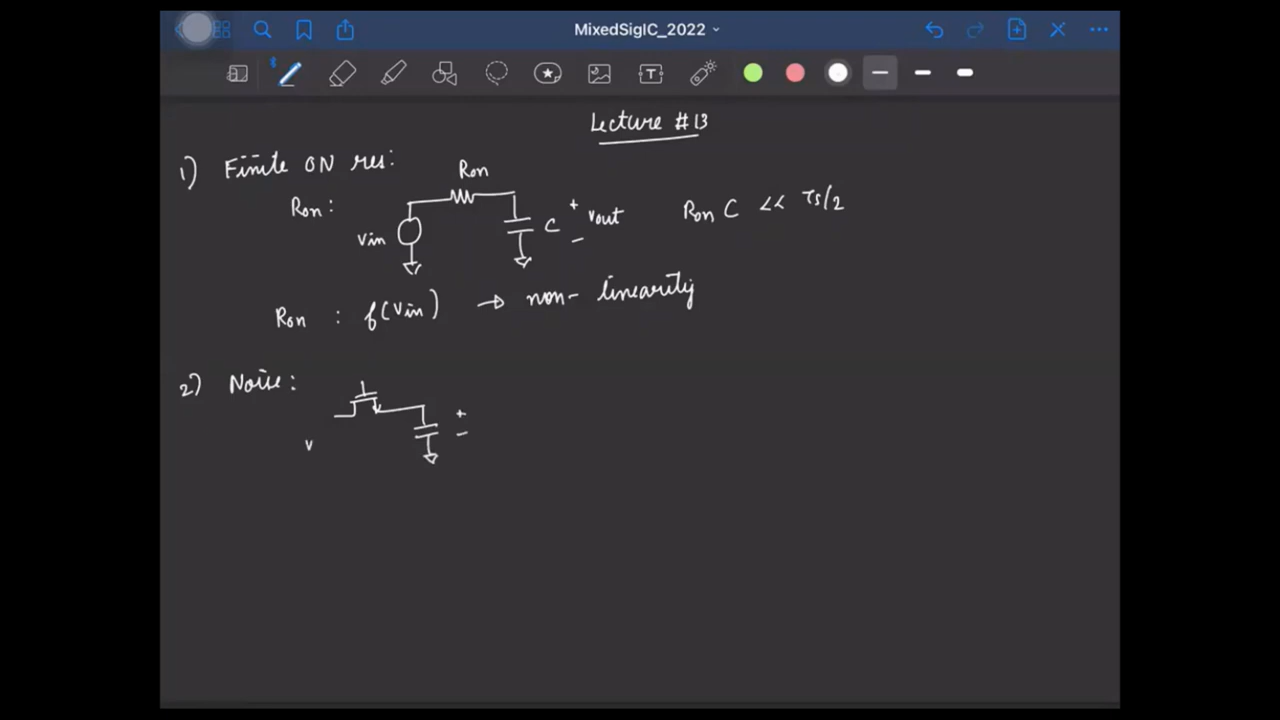 MixedSigIC_2022
T
Lecture #13
1) Finite ON res:
Ron
Ron:
Vin
C
+
Vout
-
Ron C << Ts/2
Ron : f(Vin) → non-linearity
2) Noise:
+
-
V